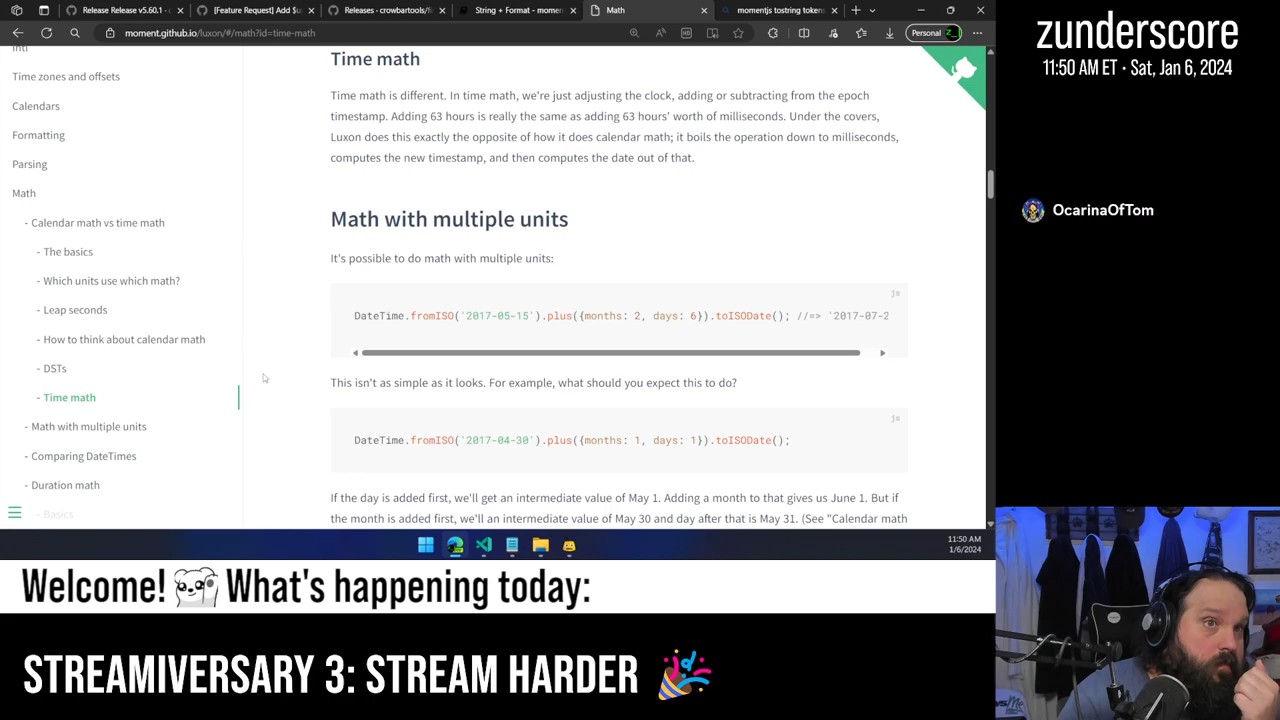 Release Release v5.60.1 ·
[Feature Request] Add $u
Releases · crowbartools/fi
String + Format - momen
Math
momentjs tostring token
moment.github.io/luxon/#/math?id=time-math
Personal
Intl
Time zones and offsets
Calendars
Formatting
Parsing
Math
- Calendar math vs time math
- The basics
- Which units use which math?
- Leap seconds
- How to think about calendar math
- DSTs
- Time math
- Math with multiple units
- Comparing DateTimes
- Duration math
- Basics
Time math
Time math is different. In time math, we're just adjusting the clock, adding or subtracting from the epoch
timestamp. Adding 63 hours is really the same as adding 63 hours' worth of milliseconds. Under the covers,
Luxon does this exactly the opposite of how it does calendar math; it boils the operation down to milliseconds,
computes the new timestamp, and then computes the date out of that.
Math with multiple units
It's possible to do math with multiple units:
js
DateTime.fromISO('2017-05-15').plus({months: 2, days: 6}).toISODate(); //=> '2017-07-2
This isn't as simple as it looks. For example, what should you expect this to do?
js
DateTime.fromISO('2017-04-30').plus({months: 1, days: 1}).toISODate();
If the day is added first, we'll get an intermediate value of May 1. Adding a month to that gives us June 1. But if
the month is added first, we'll an intermediate value of May 30 and day after that is May 31. (See "Calendar math
11:50 AM
1/6/2024
zunderscore
11:50 AM ET • Sat, Jan 6, 2024
OcarinaOfTom
Welcome! What's happening today:
STREAMIVERSARY 3: STREAM HARDER